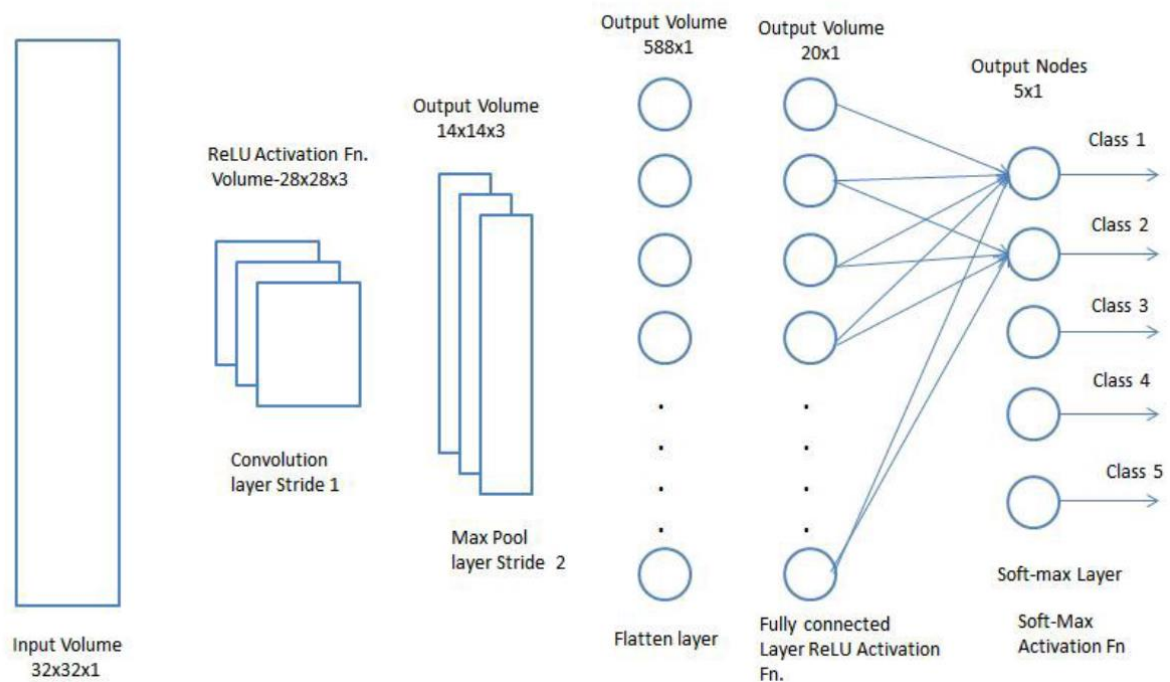 Input Volume
32x32x1
ReLU Activation Fn.
Volume-28x28x3
Convolution
layer Stride 1
Output Volume
14x14x3
Max Pool
layer Stride 2
Output Volume
588x1
Flatten layer
Output Volume
20x1
Fully connected
Layer ReLU Activation
Fn.
Output Nodes
5x1
Class 1
Class 2
Class 3
Class 4
Class 5
Soft-max Layer
Soft-Max
Activation Fn